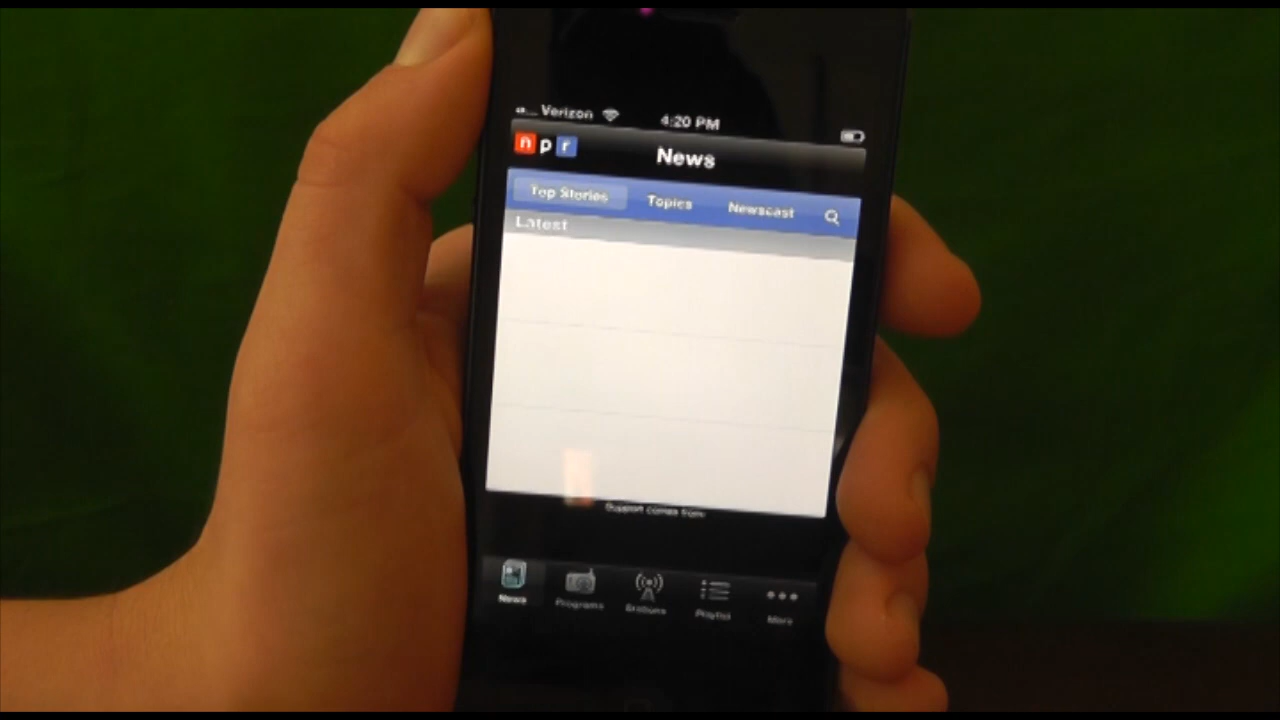 Verizon 4:20 PM
n p r News
Top Stories Topics Newscast
Latest
Support comes from:
News Programs Stations Playlist More